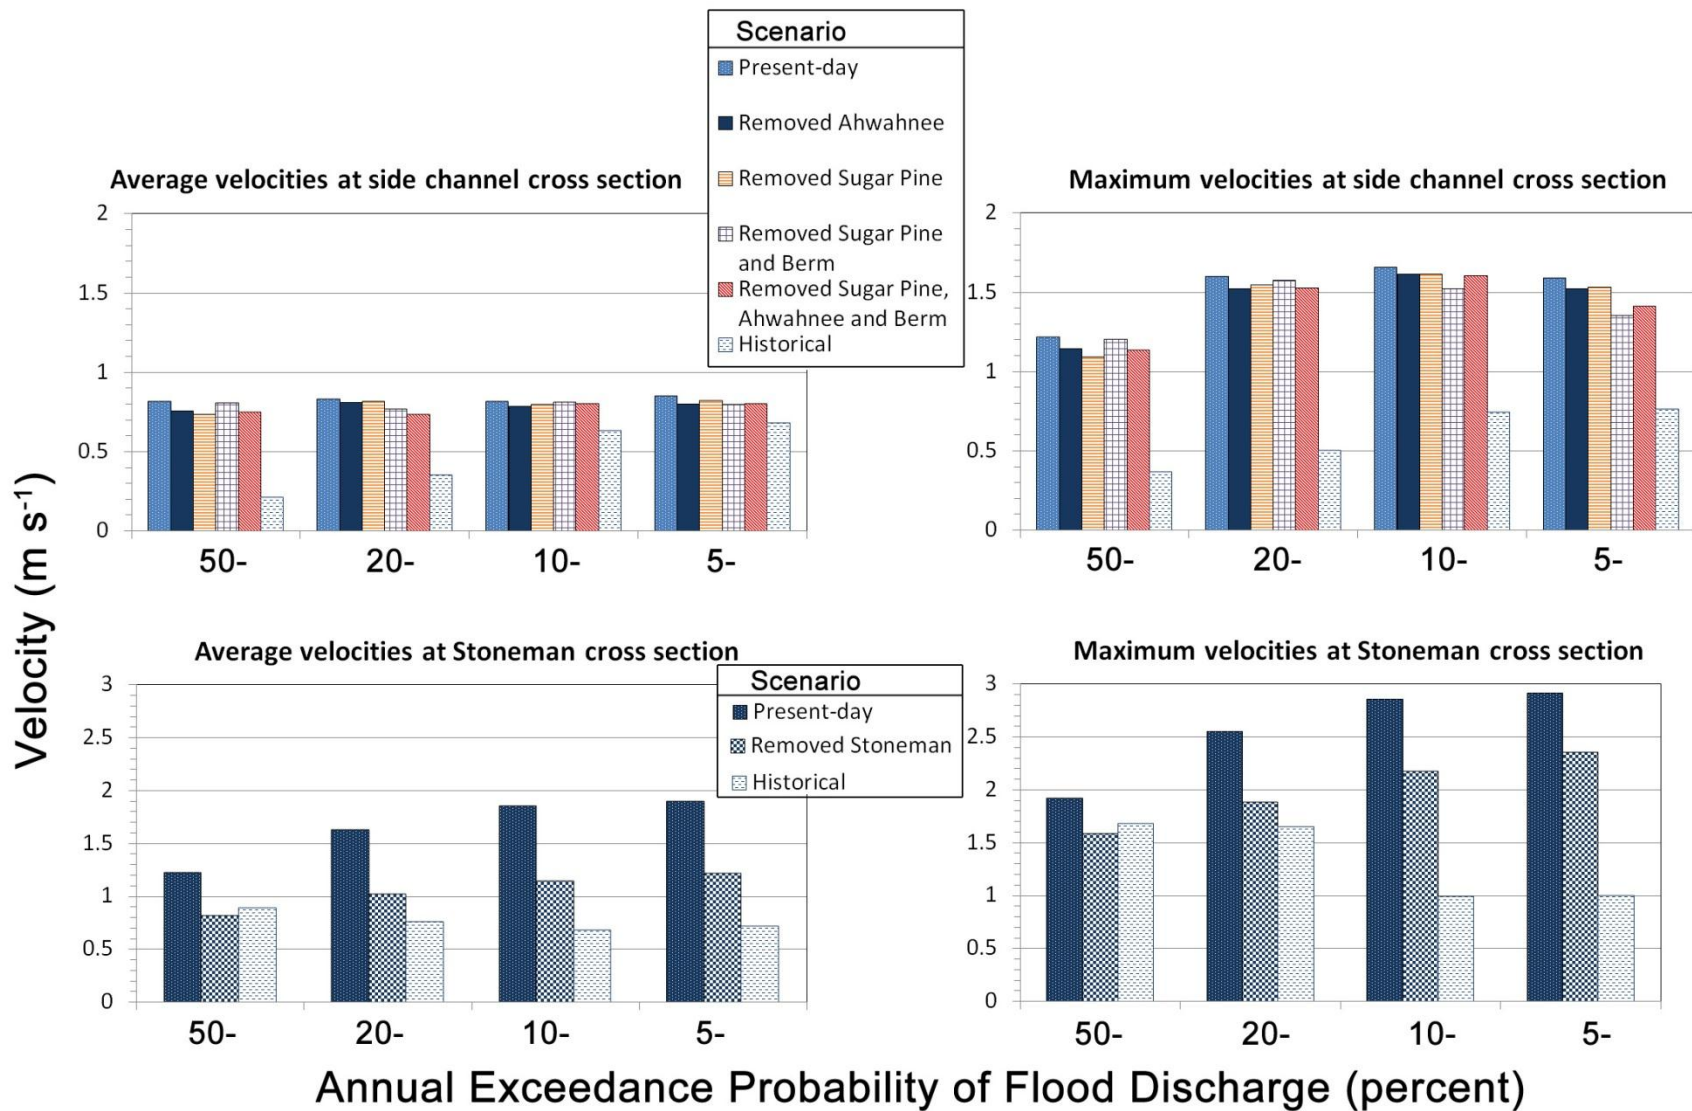 Scenario
Present-day
Removed Ahwahnee
Removed Sugar Pine
Removed Sugar Pine
and Berm
Removed Sugar Pine,
Ahwahnee and Berm
Historical
Average velocities at side channel cross section
2
1.5
1
0.5
0
50-
20-
10-
5-
Maximum velocities at side channel cross section
2
1.5
1
0.5
0
50-
20-
10-
5-
Velocity (m s-1)
Average velocities at Stoneman cross section
3
2.5
2
1.5
1
0.5
0
50-
20-
10-
5-
Scenario
Present-day
Removed Stoneman
Historical
Maximum velocities at Stoneman cross section
3
2.5
2
1.5
1
0.5
0
50-
20-
10-
5-
Annual Exceedance Probability of Flood Discharge (percent)